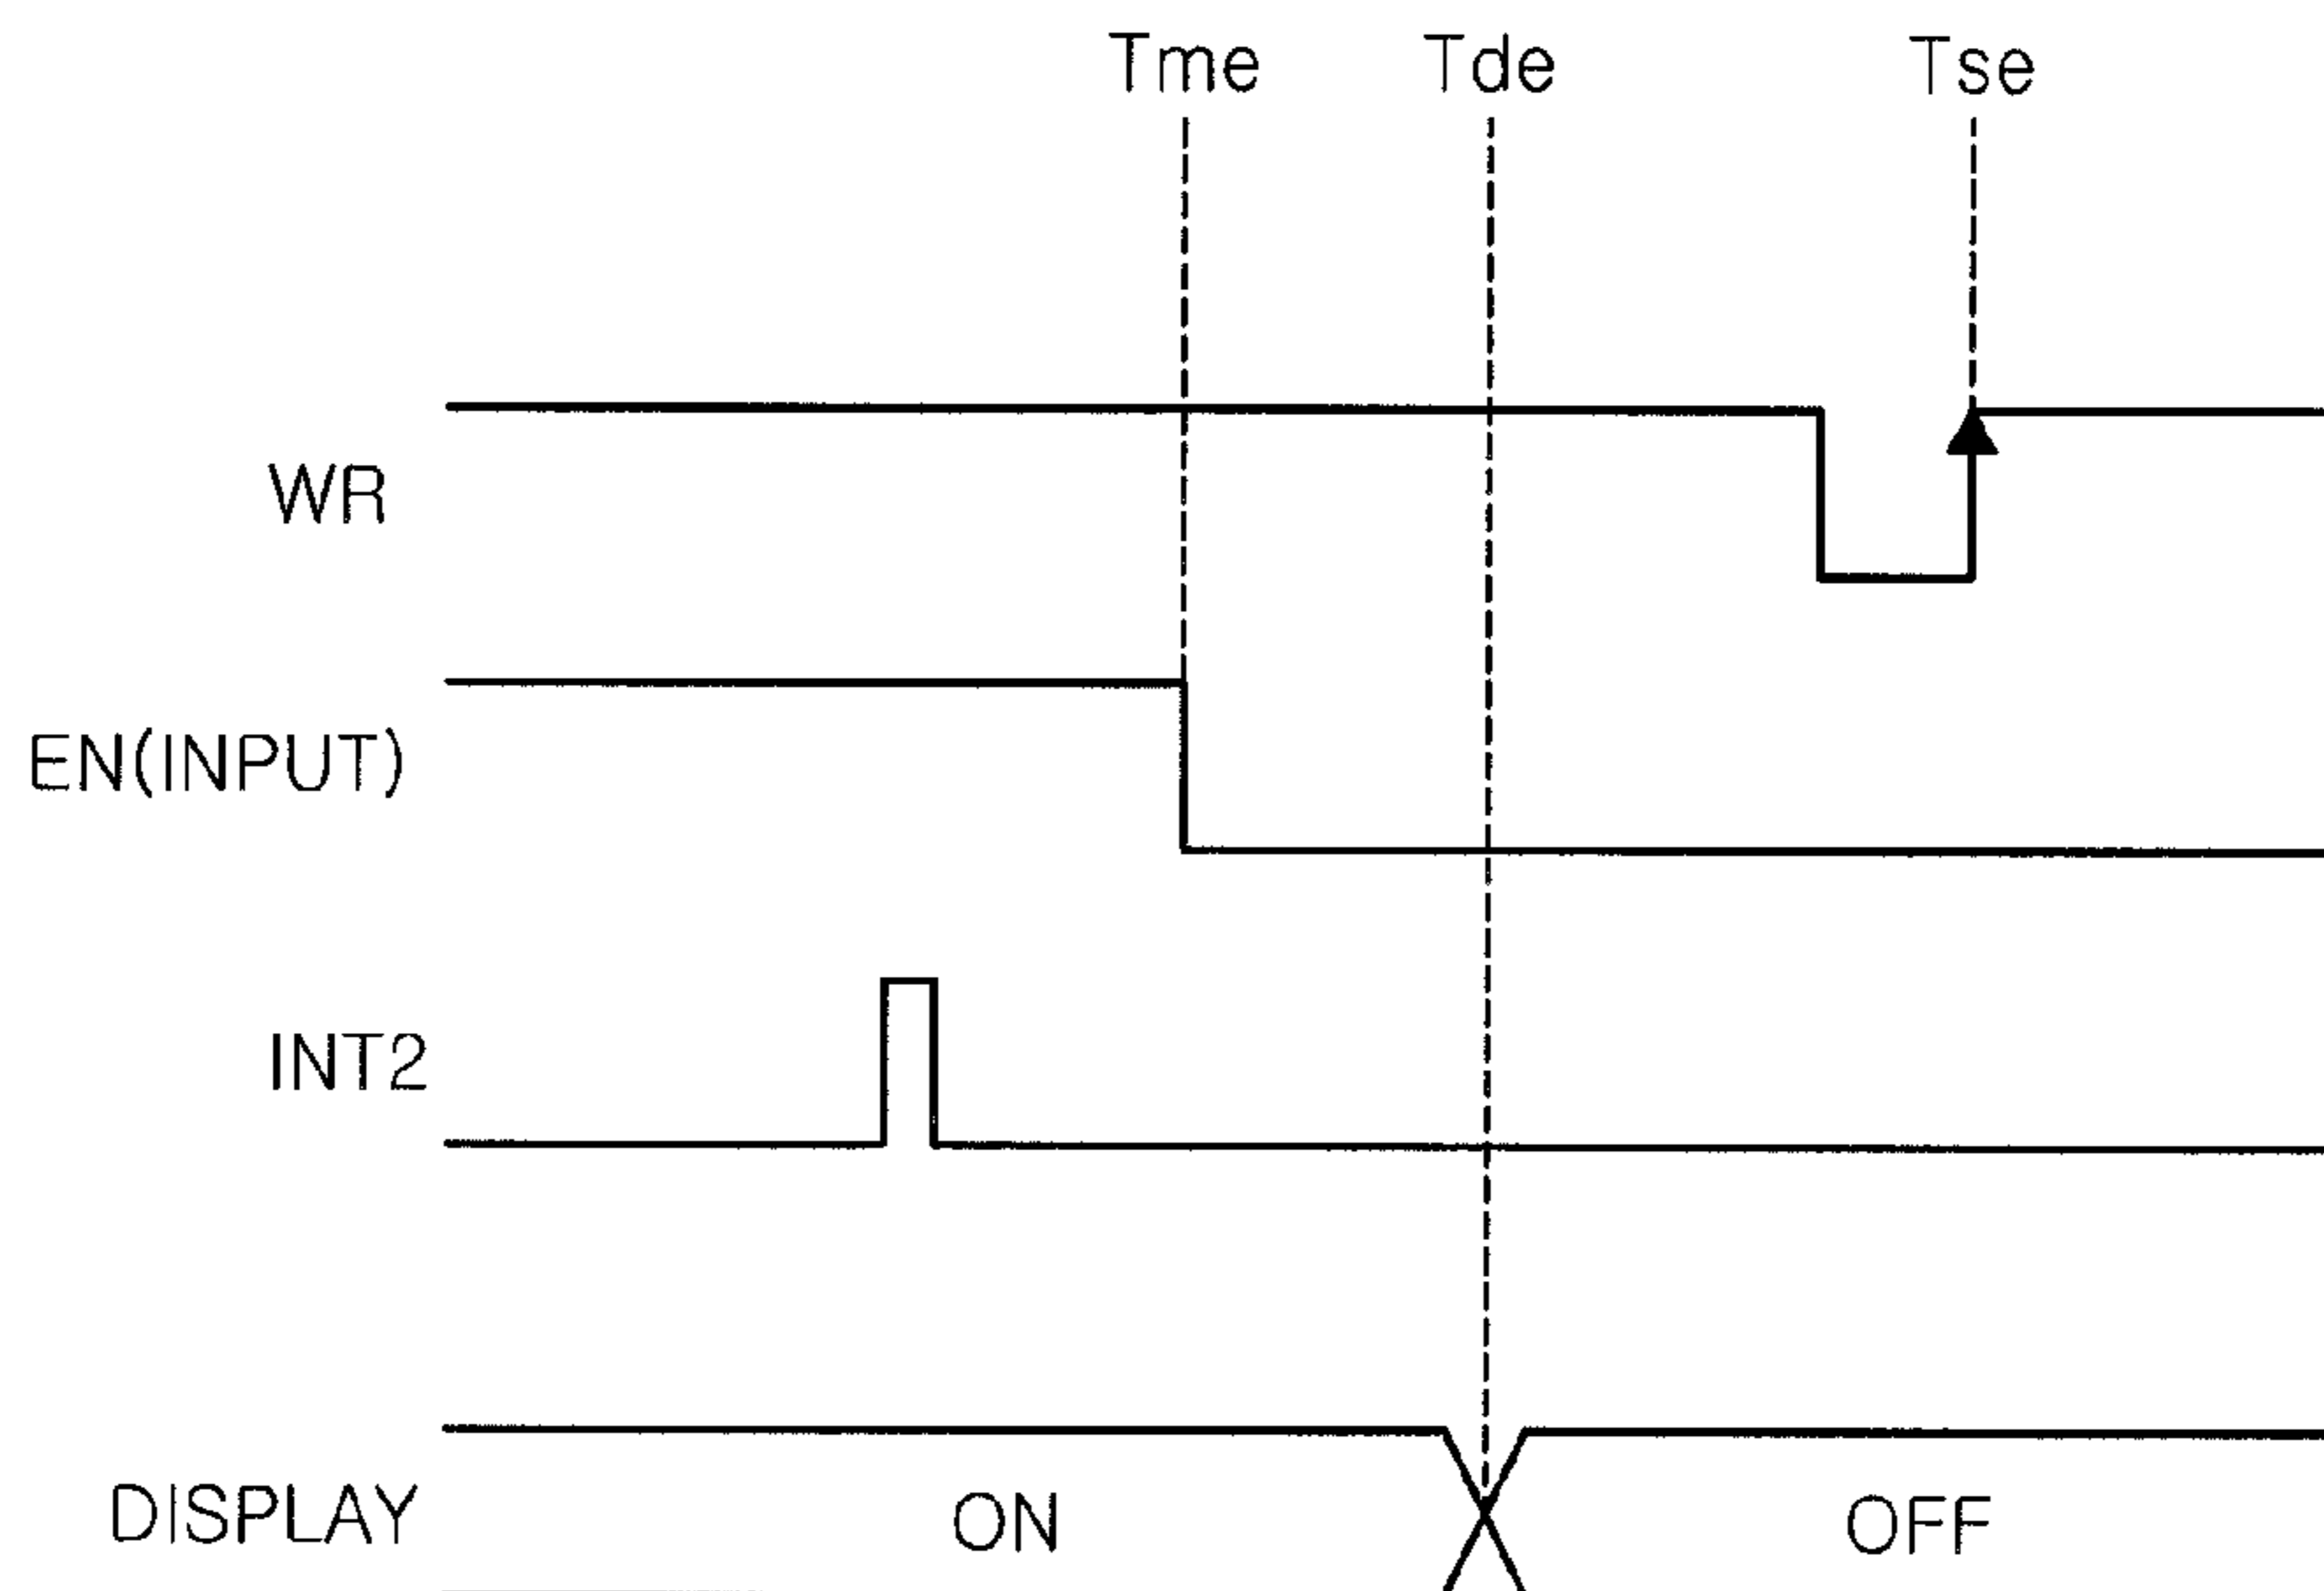 Tme Tde Tse
WR
EN(INPUT)
INT2
DISPLAY ON OFF